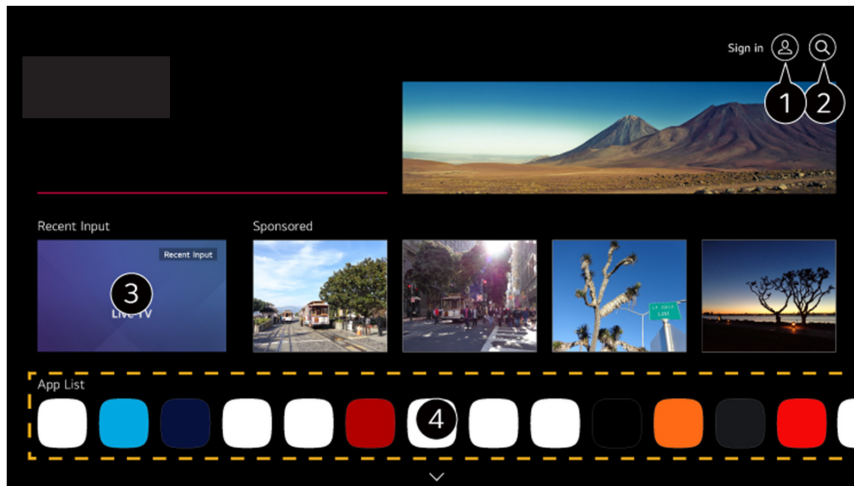 Sign in
1 2
Recent Input
Sponsored
Recent Input
3
LIVE TV
App List
4